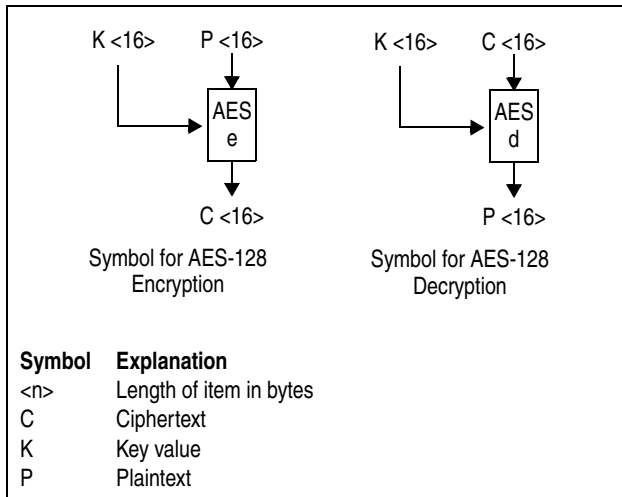 K <16> P <16>
AES
e
C <16>
Symbol for AES-128
Encryption
K <16> C <16>
AES
d
P <16>
Symbol for AES-128
Decryption
Symbol Explanation
<n> Length of item in bytes
C Ciphertext
K Key value
P Plaintext